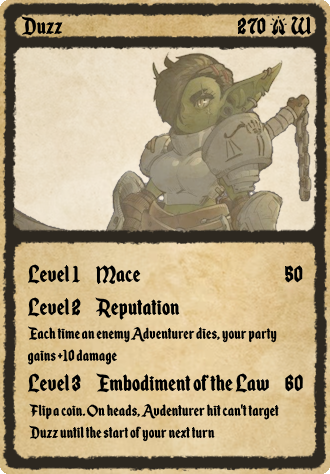 Duzz 270 W
Level 1 Mace 50
Level 2 Reputation
Each time an enemy Adventurer dies, your party
gains +10 damage
Level 3 Embodiment of the Law 60
Flip a coin. On heads, Avdenturer hit can't target
Duzz until the start of your next turn